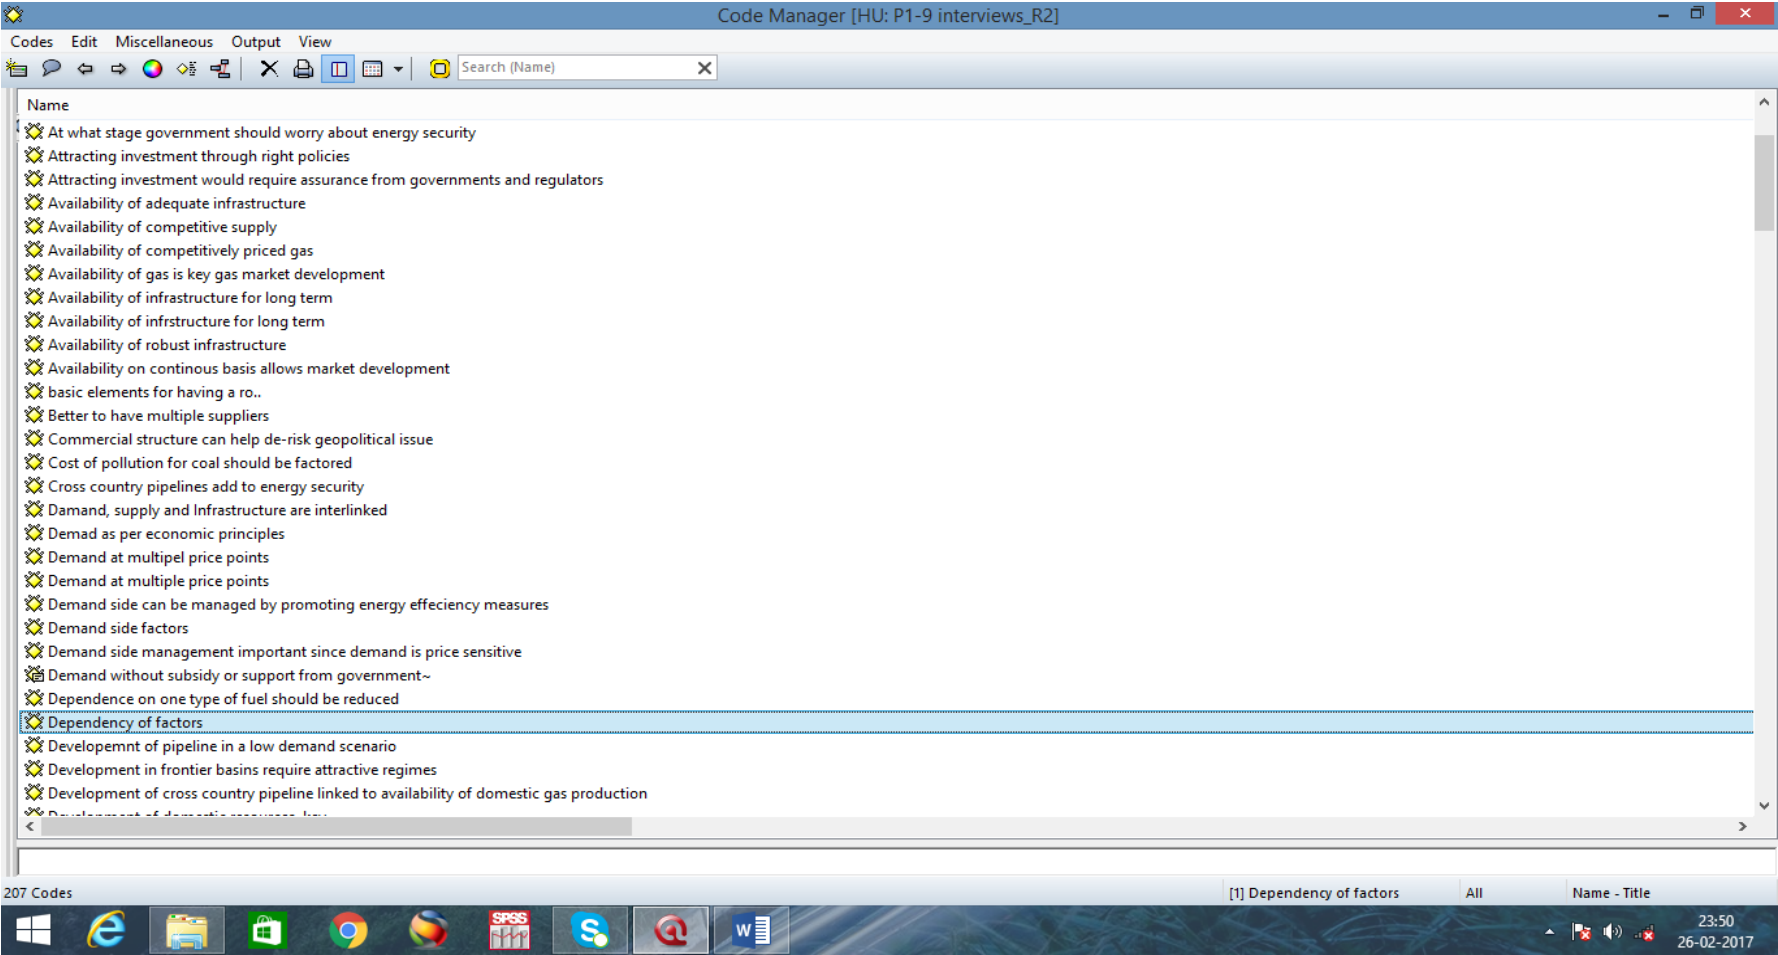 Code Manager [HU: P1-9 interviews_R2]
Codes Edit Miscellaneous Output View
Search (Name)
Name
At what stage government should worry about energy security
Attracting investment through right policies
Attracting investment would require assurance from governments and regulators
Availability of adequate infrastructure
Availability of competitive supply
Availability of competitively priced gas
Availability of gas is key gas market development
Availability of infrastructure for long term
Availability of infrstructure for long term
Availability of robust infrastructure
Availability on continous basis allows market development
basic elements for having a ro..
Better to have multiple suppliers
Commercial structure can help de-risk geopolitical issue
Cost of pollution for coal should be factored
Cross country pipelines add to energy security
Damand, supply and Infrastructure are interlinked
Demad as per economic principles
Demand at multipel price points
Demand at multiple price points
Demand side can be managed by promoting energy effeciency measures
Demand side factors
Demand side management important since demand is price sensitive
Demand without subsidy or support from government~
Dependence on one type of fuel should be reduced
Dependency of factors
Developemnt of pipeline in a low demand scenario
Development in frontier basins require attractive regimes
Development of cross country pipeline linked to availability of domestic gas production
Development of domestic resources, key
207 Codes [1] Dependency of factors All Name - Title
SPSS
23:50
26-02-2017